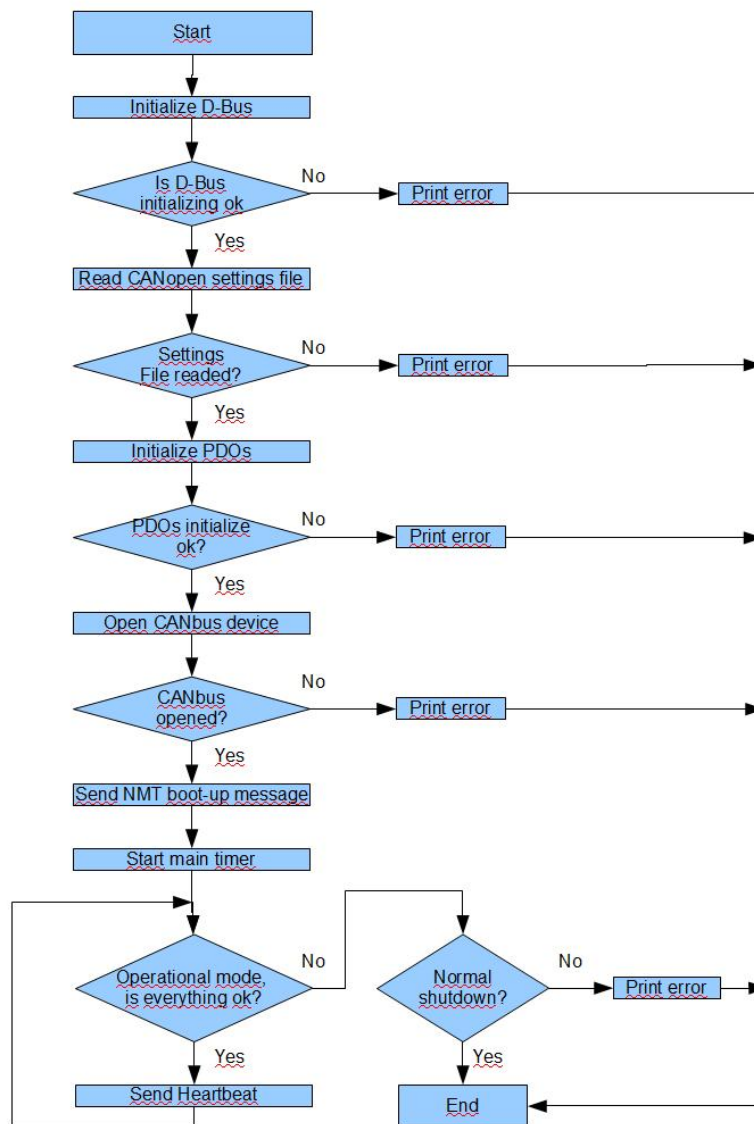 Start
Initialize D-Bus
Is D-Bus
initializing ok
No
Print error
Yes
Read CANopen settings file
Settings
File readed?
No
Print error
Yes
Initialize PDOs
PDOs initialize
ok?
No
Print error
Yes
Open CANbus device
CANbus
opened?
No
Print error
Yes
Send NMT boot-up message
Start main timer
Operational mode,
is everything ok?
No
Normal
shutdown?
No
Print error
Yes
Yes
Send Heartbeat
End